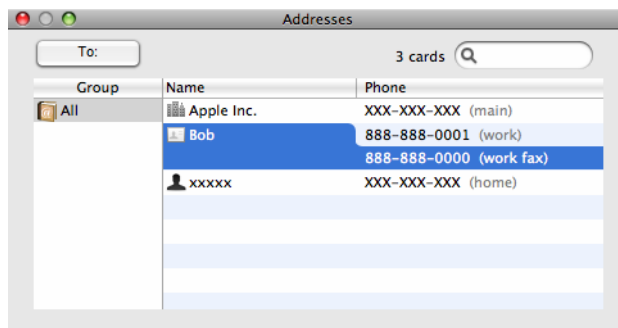 Addresses
To: 3 cards
Group Name Phone
All Apple Inc. XXX-XXX-XXX (main)
Bob 888-888-0001 (work)
888-888-0000 (work fax)
xxxxx XXX-XXX-XXX (home)